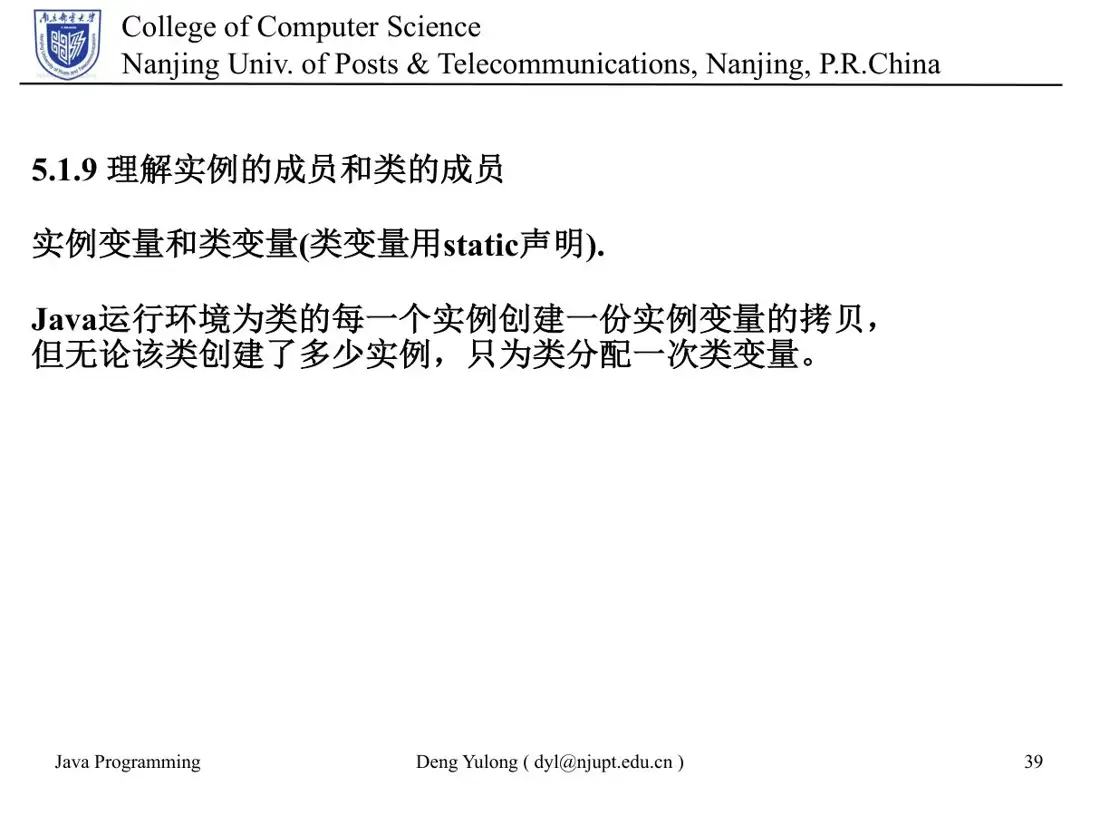 College of Computer Science
Nanjing Univ. of Posts & Telecommunications, Nanjing, P.R.China
5.1.9 理解实例的成员和类的成员
实例变量和类变量(类变量用static声明).
Java运行环境为类的每一个实例创建一份实例变量的拷贝，
但无论该类创建了多少实例，只为类分配一次类变量。
Java Programming
Deng Yulong ( dyl@njupt.edu.cn )
39